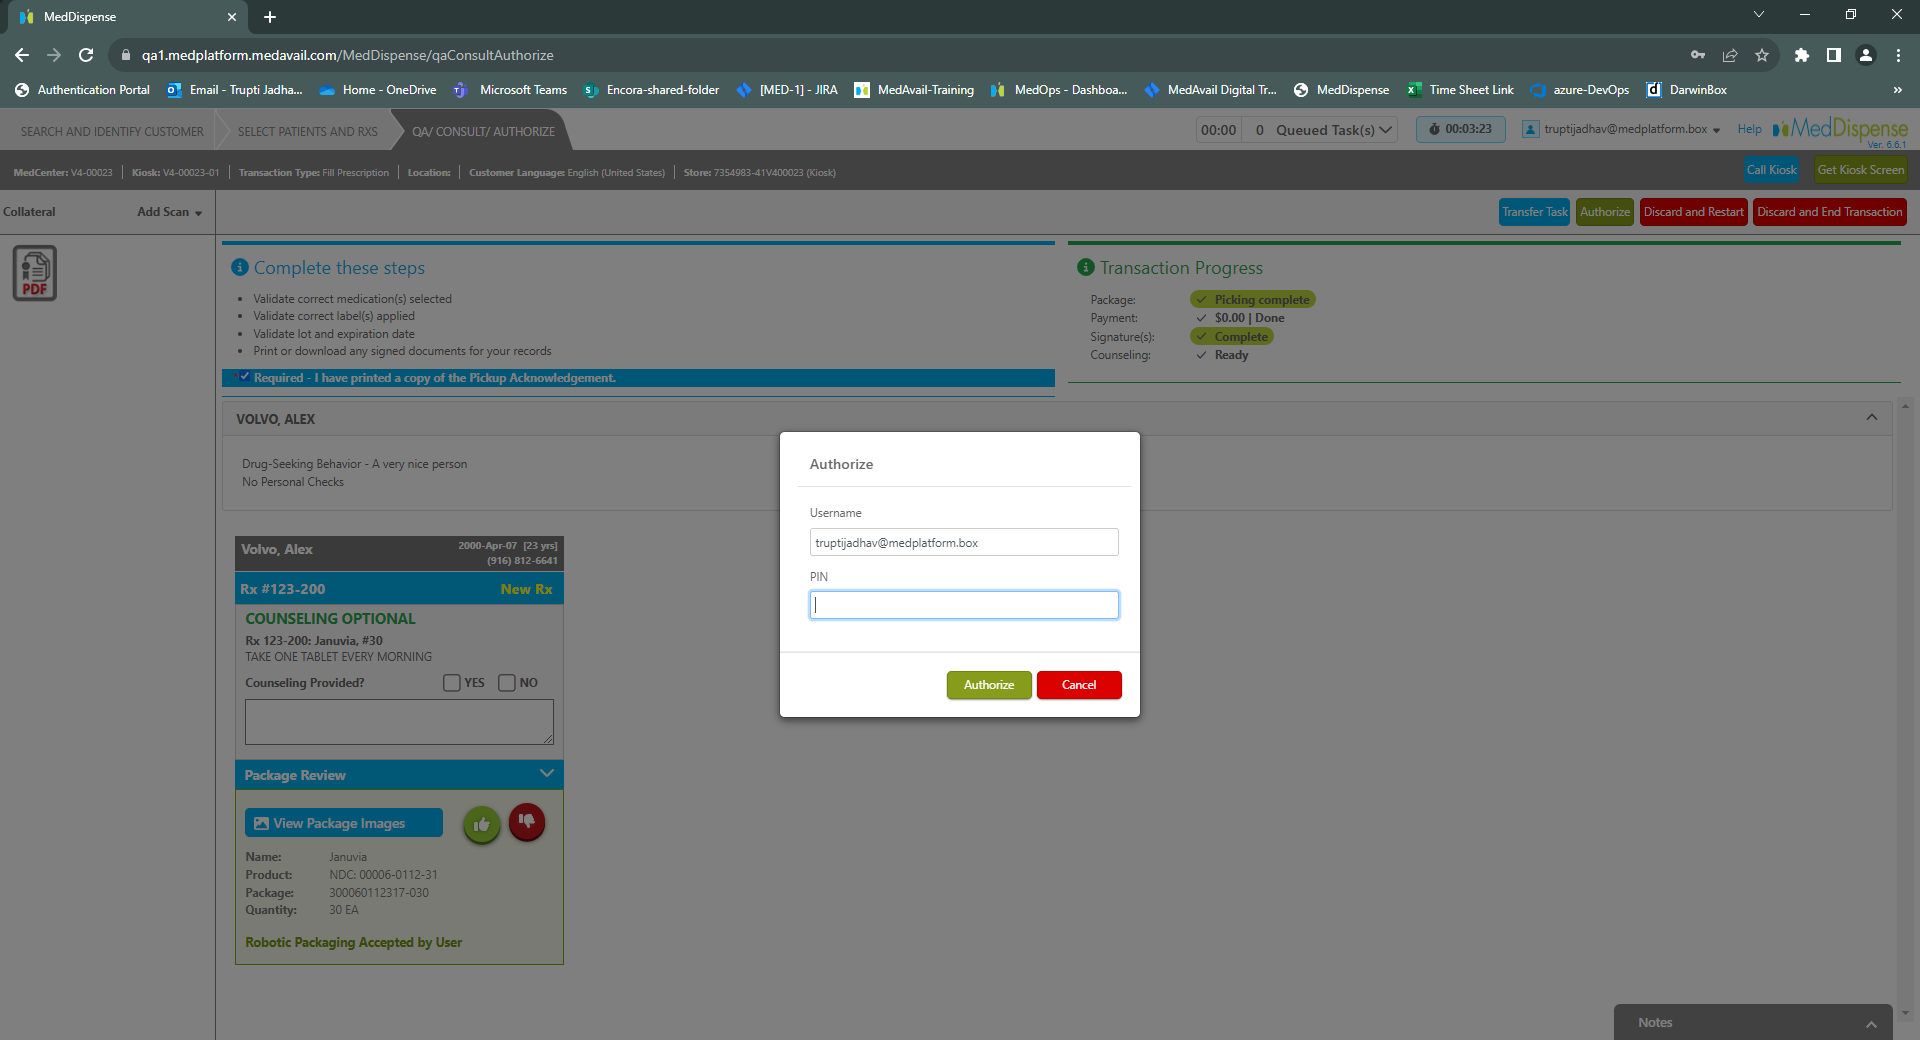 MedDispense
qa1.medplatform.medavail.com/MedDispense/qaConsultAuthorize
Authentication Portal Email - Trupti Jadha... Home - OneDrive Microsoft Teams Encora-shared-folder [MED-1] - JIRA MedAvail-Training MedOps - Dashboa... MedAvail Digital Tr... MedDispense Time Sheet Link azure-DevOps DarwinBox »
SEARCH AND IDENTIFY CUSTOMER SELECT PATIENTS AND RXS QA/ CONSULT/ AUTHORIZE 00:00 0 Queued Task(s) 00:03:23 truptijadhav@medplatform.box Help MedDispense
Ver. 6.6.1
MedCenter: V4-00023 Kiosk: V4-00023-01 Transaction Type: Fill Prescription Location: Customer Language: English (United States) Store: 7354983-41V400023 (Kiosk) Call Kiosk Get Kiosk Screen
Collateral Add Scan Transfer Task Authorize Discard and Restart Discard and End Transaction
PDF
Complete these steps
• Validate correct medication(s) selected
• Validate correct label(s) applied
• Validate lot and expiration date
• Print or download any signed documents for your records
* Required - I have printed a copy of the Pickup Acknowledgement.
Transaction Progress
Package: Picking complete
Payment: $0.00 | Done
Signature(s): Complete
Counseling: Ready
VOLVO, ALEX
Drug-Seeking Behavior - A very nice person
No Personal Checks
Volvo, Alex 2000-Apr-07 [23 yrs]
(916) 812-6641
Rx #123-200 New Rx
COUNSELING OPTIONAL
Rx 123-200: Januvia, #30
TAKE ONE TABLET EVERY MORNING
Counseling Provided? YES NO
Package Review
View Package Images
Name: Januvia
Product: NDC: 00006-0112-31
Package: 300060112317-030
Quantity: 30 EA
Robotic Packaging Accepted by User
Authorize
Username
truptijadhav@medplatform.box
PIN
Authorize Cancel
Notes